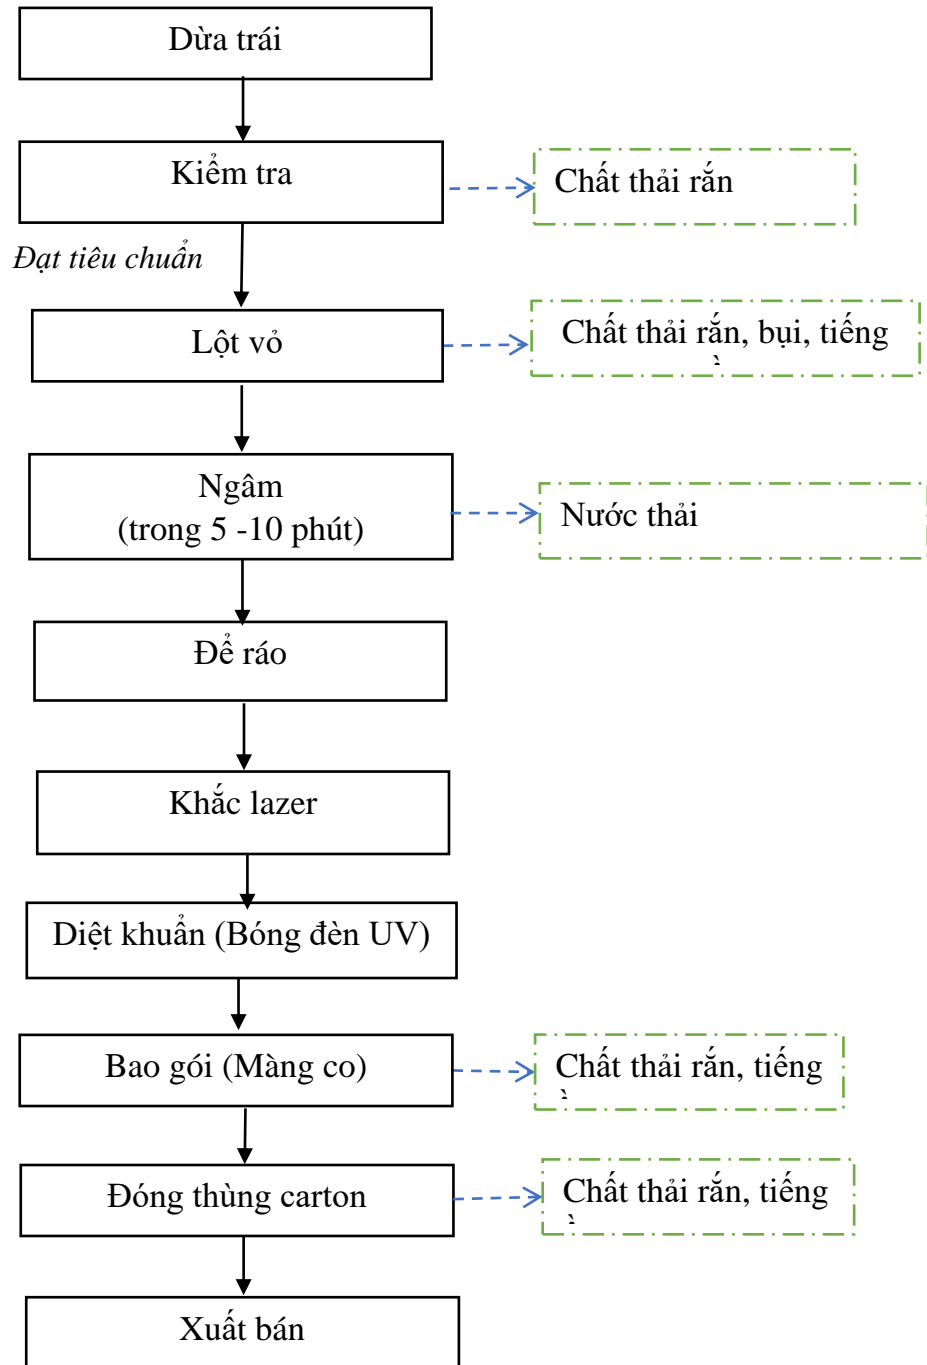 Dừa trái
Kiểm tra
Chất thải rắn
Đạt tiêu chuẩn
Lột vỏ
Chất thải rắn, bụi, tiếng
Ngâm
(trong 5 -10 phút)
Nước thải
Để ráo
Khắc lazer
Diệt khuẩn (Bóng đèn UV)
Bao gói (Màng co)
Chất thải rắn, tiếng
Đóng thùng carton
Chất thải rắn, tiếng
Xuất bán